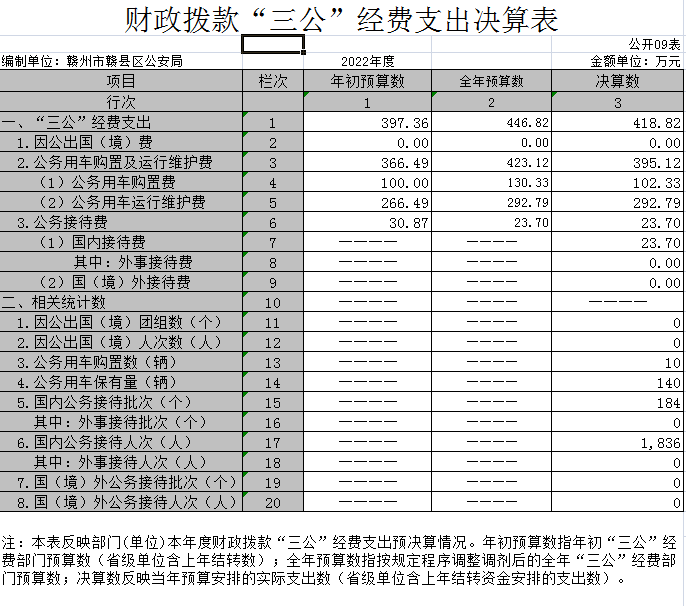 财政拨款“三公”经费支出决算表
公开09表
编制单位：赣州市赣县区公安局 2022年度 金额单位：万元
项目 栏次 年初预算数 全年预算数 决算数
行次 1 2 3
一、“三公”经费支出 1 397.36 446.82 418.82
1.因公出国（境）费 2 0.00 0.00 0.00
2.公务用车购置及运行维护费 3 366.49 423.12 395.12
（1）公务用车购置费 4 100.00 130.33 102.33
（2）公务用车运行维护费 5 266.49 292.79 292.79
3.公务接待费 6 30.87 23.70 23.70
（1）国内接待费 7 ———— ———— 23.70
其中：外事接待费 8 ———— ———— 0.00
（2）国（境）外接待费 9 ———— ———— 0.00
二、相关统计数 10 ———— ———— ————
1.因公出国（境）团组数（个） 11 ———— ———— 0
2.因公出国（境）人次数（人） 12 ———— ———— 0
3.公务用车购置数（辆） 13 ———— ———— 10
4.公务用车保有量（辆） 14 ———— ———— 140
5.国内公务接待批次（个） 15 ———— ———— 184
其中：外事接待批次（个） 16 ———— ———— 0
6.国内公务接待人次（人） 17 ———— ———— 1,836
其中：外事接待人次（人） 18 ———— ———— 0
7.国（境）外公务接待批次（个） 19 ———— ———— 0
8.国（境）外公务接待人次（人） 20 ———— ———— 0
注：本表反映部门(单位)本年度财政拨款“三公”经费支出预决算情况。年初预算数指年初“三公”经
费部门预算数（省级单位含上年结转数）；全年预算数指按规定程序调整调剂后的全年“三公”经费部
门预算数；决算数反映当年预算安排的实际支出数（省级单位含上年结转资金安排的支出数）。